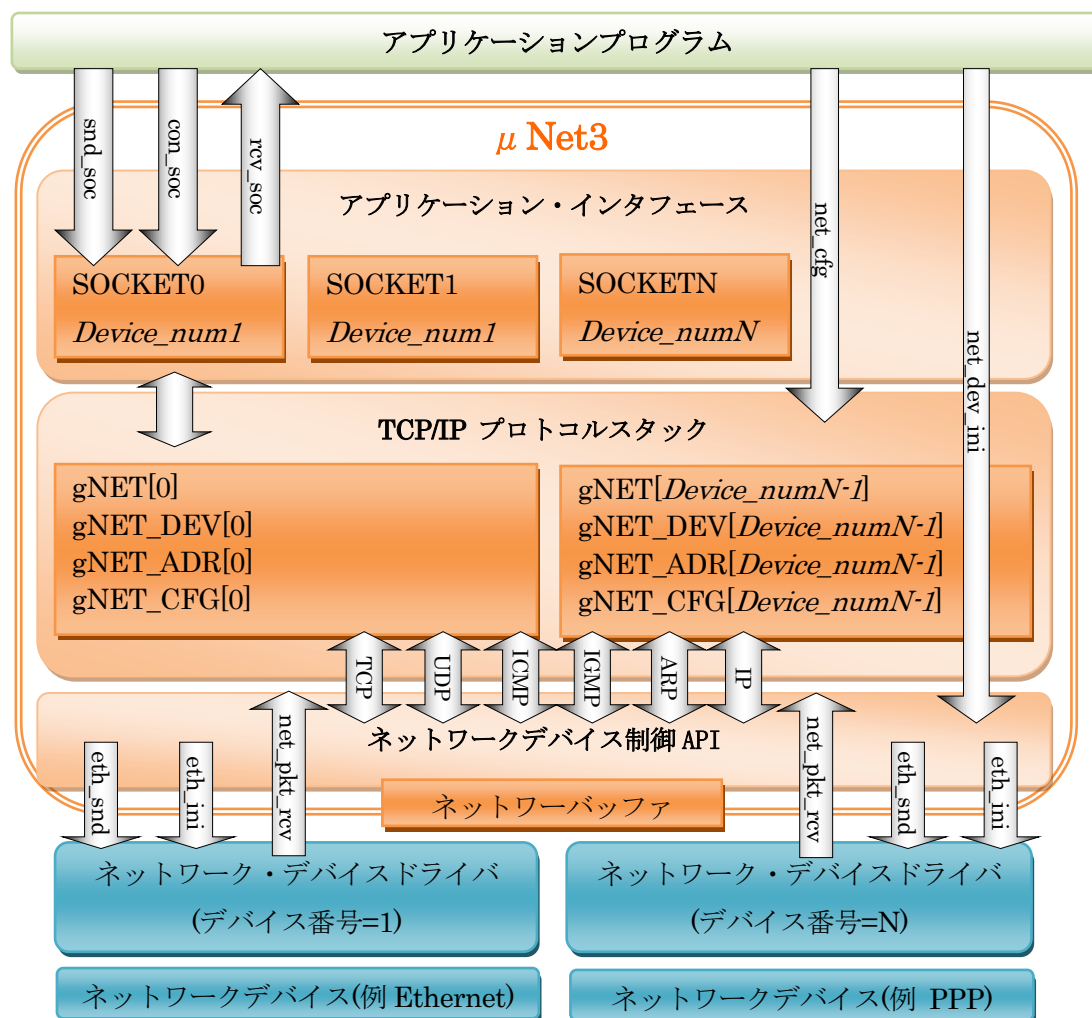 アプリケーションプログラム
snd_soc
con_soc
rcv_soc
μ Net3
net_cfg
net_dev_ini
アプリケーション・インタフェース
SOCKET0
Device_num1
SOCKET1
Device_num1
SOCKETN
Device_numN
TCP/IP プロトコルスタック
gNET[0]
gNET_DEV[0]
gNET_ADR[0]
gNET_CFG[0]
gNET[Device_numN-1]
gNET_DEV[Device_numN-1]
gNET_ADR[Device_numN-1]
gNET_CFG[Device_numN-1]
TCP
UDP
ICMP
IGMP
ARP
IP
ネットワークデバイス制御 API
eth_snd
eth_ini
net_pkt_rcv
net_pkt_rcv
eth_snd
eth_ini
ネットワーバッファ
ネットワーク・デバイスドライバ
(デバイス番号=1)
ネットワーク・デバイスドライバ
(デバイス番号=N)
ネットワークデバイス(例 Ethernet)
ネットワークデバイス(例 PPP)